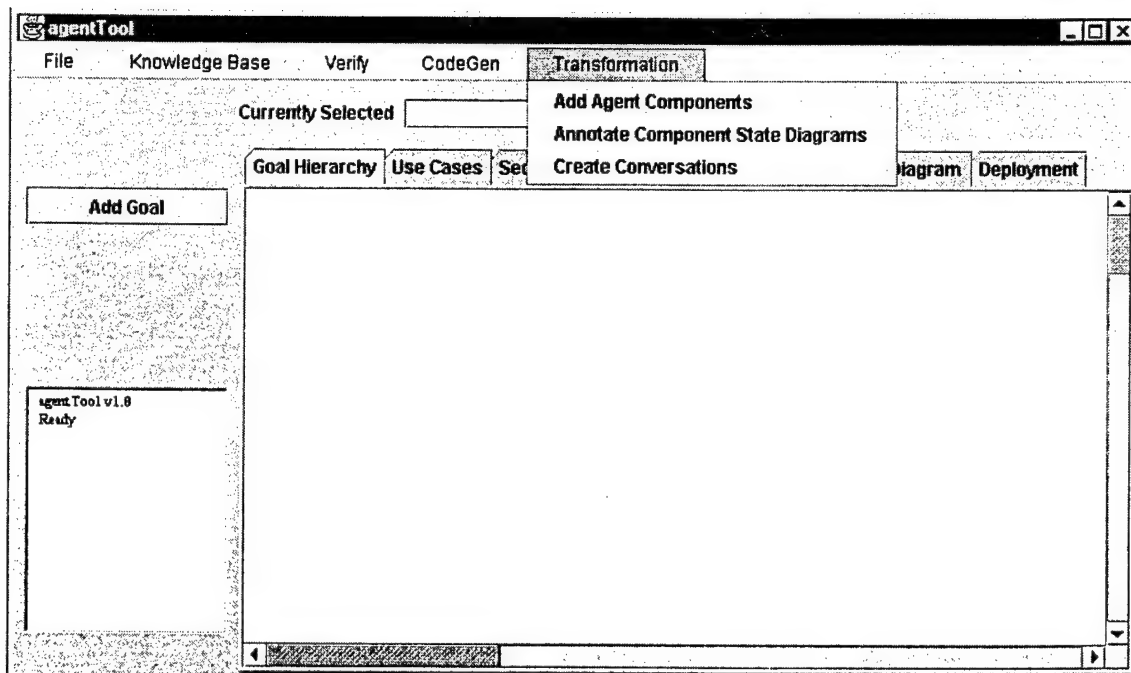 agentTool
File Knowledge Base Verify CodeGen Transformation
Currently Selected
Add Agent Components
Annotate Component State Diagrams
Create Conversations
Goal Hierarchy Use Cases Sec iagram Deployment
Add Goal
agentTool v1.8
Ready